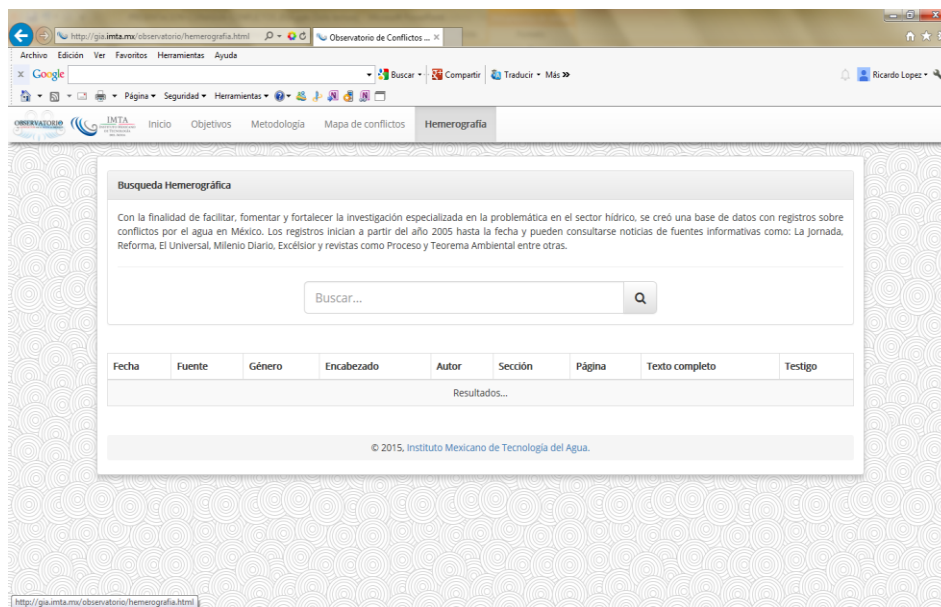 http://gia.imta.mx/observatorio/hemerografia.html
Observatorio de Conflictos ...
Archivo Edición Ver Favoritos Herramientas Ayuda
x Google
Buscar
Compartir
Traducir
Más »
Ricardo Lopez
Página Seguridad Herramientas
OBSERVATORIO
IMTA
Inicio Objetivos Metodología Mapa de conflictos Hemerografía
Busqueda Hemerográfica
Con la finalidad de facilitar, fomentar y fortalecer la investigación especializada en la problemática en el sector hídrico, se creó una base de datos con registros sobre
conflictos por el agua en México. Los registros inician a partir del año 2005 hasta la fecha y pueden consultarse noticias de fuentes informativas como: La Jornada,
Reforma, El Universal, Milenio Diario, Excélsior y revistas como Proceso y Teorema Ambiental entre otras.
Buscar...
Fecha Fuente Género Encabezado Autor Sección Página Texto completo Testigo
Resultados...
© 2015, Instituto Mexicano de Tecnología del Agua.
http://gia.imta.mx/observatorio/hemerografia.html